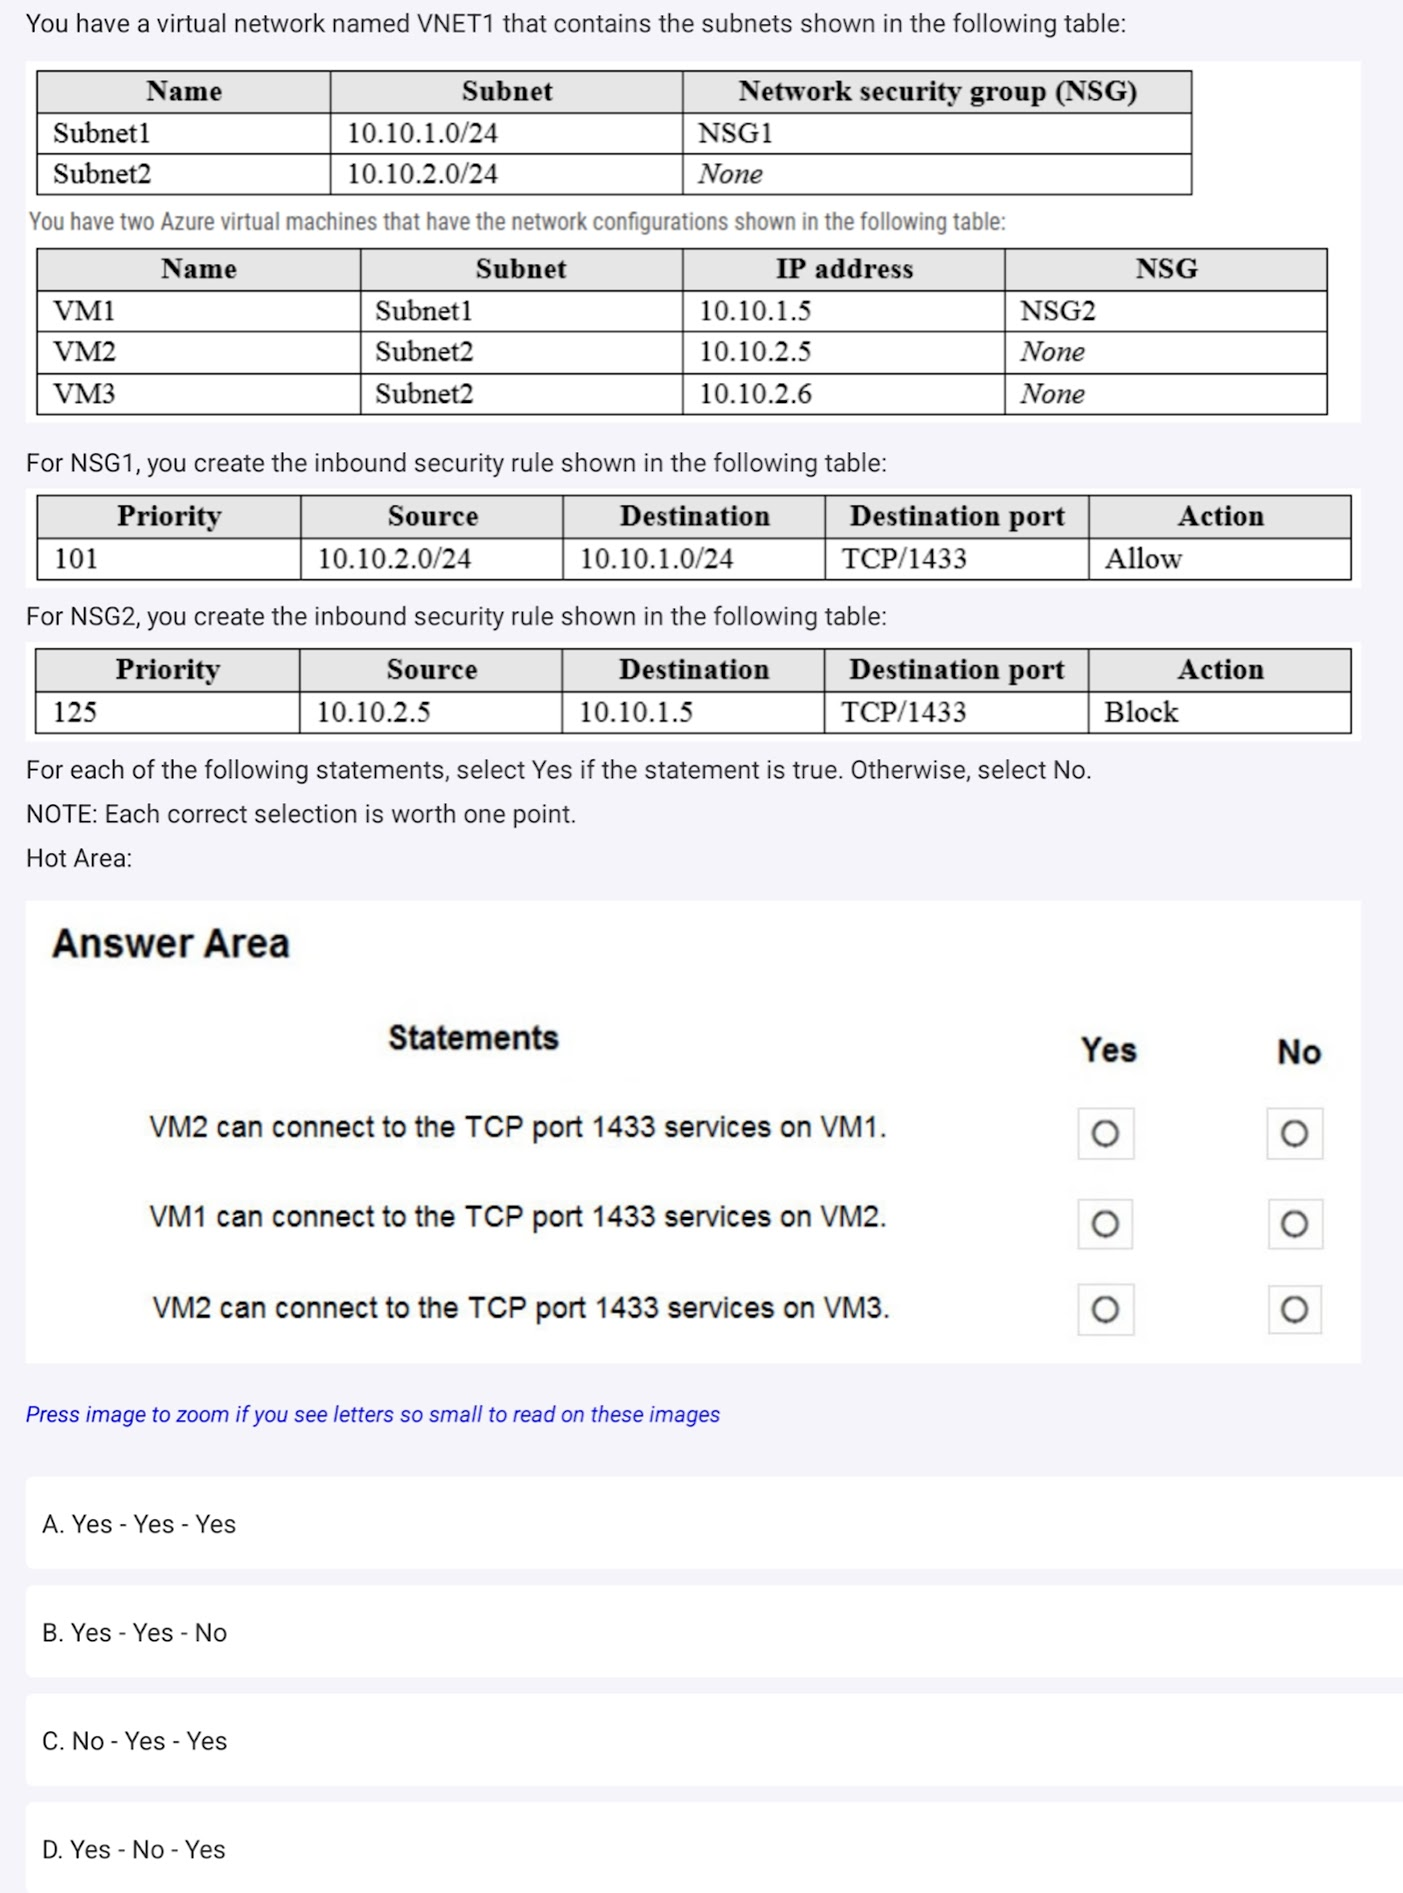 You have a virtual network named VNET1 that contains the subnets shown in the following table:
Name Subnet Network security group (NSG)
Subnet1 10.10.1.0/24 NSG1
Subnet2 10.10.2.0/24 None
You have two Azure virtual machines that have the network configurations shown in the following table:
Name Subnet IP address NSG
VM1 Subnet1 10.10.1.5 NSG2
VM2 Subnet2 10.10.2.5 None
VM3 Subnet2 10.10.2.6 None
For NSG1, you create the inbound security rule shown in the following table:
Priority Source Destination Destination port Action
101 10.10.2.0/24 10.10.1.0/24 TCP/1433 Allow
For NSG2, you create the inbound security rule shown in the following table:
Priority Source Destination Destination port Action
125 10.10.2.5 10.10.1.5 TCP/1433 Block
For each of the following statements, select Yes if the statement is true. Otherwise, select No.
NOTE: Each correct selection is worth one point.
Hot Area:
Answer Area
Statements Yes No
VM2 can connect to the TCP port 1433 services on VM1.
VM1 can connect to the TCP port 1433 services on VM2.
VM2 can connect to the TCP port 1433 services on VM3.
Press image to zoom if you see letters so small to read on these images
A. Yes - Yes - Yes
B. Yes - Yes - No
C. No - Yes - Yes
D. Yes - No - Yes